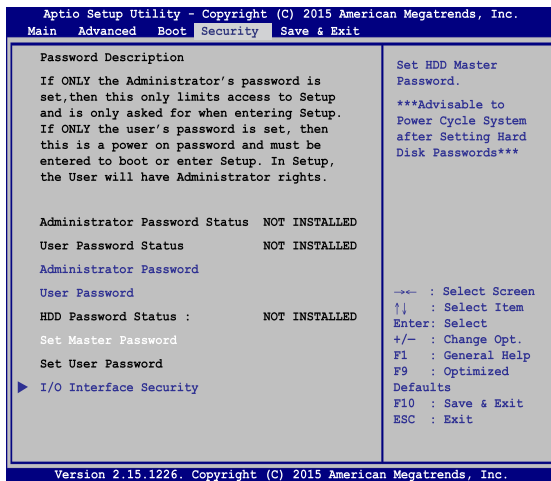 Aptio Setup Utility - Copyright (C) 2015 American Megatrends, Inc.
Main Advanced Boot Security Save & Exit
Password Description
If ONLY the Administrator's password is
set,then this only limits access to Setup
and is only asked for when entering Setup.
If ONLY the user's password is set, then
this is a power on password and must be
entered to boot or enter Setup. In Setup,
the User will have Administrator rights.
Administrator Password Status NOT INSTALLED
User Password Status NOT INSTALLED
Administrator Password
User Password
HDD Password Status : NOT INSTALLED
Set Master Password
Set User Password
I/O Interface Security
Set HDD Master
Password.
***Advisable to
Power Cycle System
after Setting Hard
Disk Passwords***
→← : Select Screen
↑↓ : Select Item
Enter: Select
+/— : Change Opt.
F1 : General Help
F9 : Optimized
Defaults
F10 : Save & Exit
ESC : Exit
Version 2.15.1226. Copyright (C) 2015 American Megatrends, Inc.